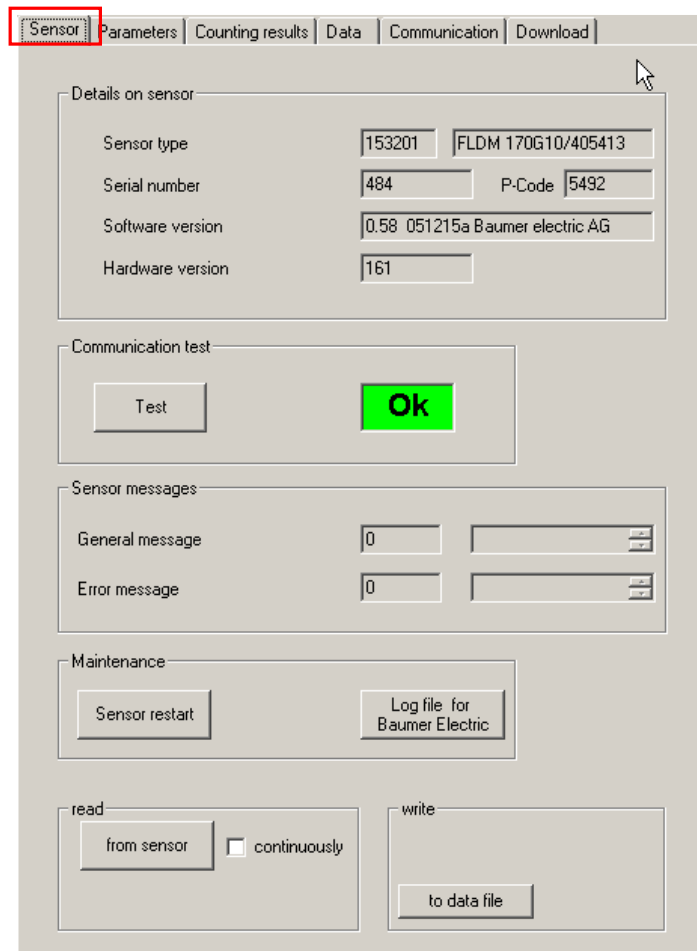 Sensor Parameters Counting results Data Communication Download
Details on sensor
Sensor type 153201 FLDM 170G10/405413
Serial number 484 P-Code 5492
Software version 0.58 051215a Baumer electric AG
Hardware version 161
Communication test
Test Ok
Sensor messages
General message 0
Error message 0
Maintenance
Sensor restart Log file for
Baumer Electric
read write
from sensor continuously
to data file